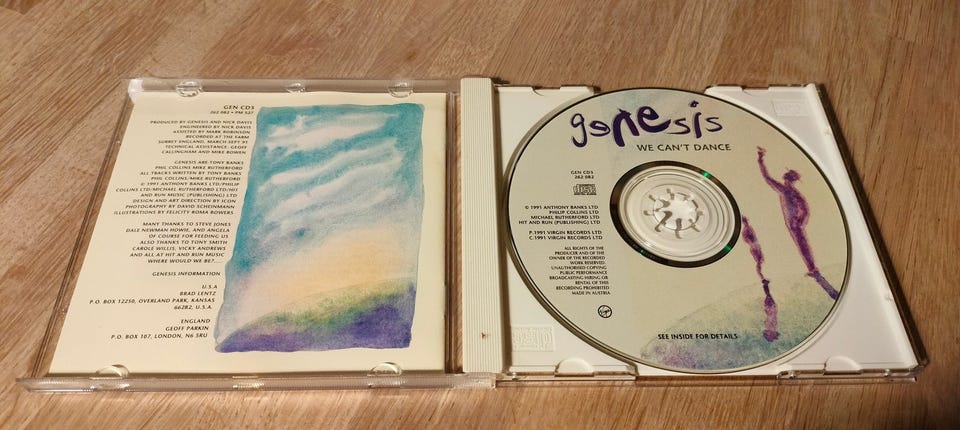 GEN CD3
262 082 • PM 527
PRODUCED BY GENESIS AND NICK DAVIS
ENGINEERED BY NICK DAVIS
ASSISTED BY MARK ROBINSON
RECORDED AT THE FARM
SURREY ENGLAND, MARCH SEPT 91
TECHNICAL ASSISTANCE: GEOFF
CALLINGHAM AND MIKE BOWEN
GENESIS ARE TONY BANKS
PHIL COLLINS MIKE RUTHERFORD
ALL TRACKS WRITTEN BY TONY BANKS
PHIL COLLINS/MIKE RUTHERFORD
© 1991 ANTHONY BANKS LTD/PHILIP
COLLINS LTD/MICHAEL RUTHERFORD LTD/HIT
AND RUN MUSIC (PUBLISHING) LTD
DESIGN AND ART DIRECTION BY ICON
PHOTOGRAPHY BY DAVID SCHEINMANN
ILLUSTRATIONS BY FELICITY ROMA BOWERS
MANY THANKS TO STEVE JONES
DALE NEWMAN HOWIE, AND ANGELA
OF COURSE FOR FEEDING US
ALSO THANKS TO TONY SMITH
CAROLE WILLIS, VICKY ANDREWS
AND ALL AT HIT AND RUN MUSIC
WHERE WOULD WE BE?....
GENESIS INFORMATION
U.S.A
BRAD LENTZ
P.O. BOX 12250, OVERLAND PARK, KANSAS
66282, U.S.A.
ENGLAND
GEOFF PARKIN
P.O. BOX 107, LONDON, N6 5RU
genesis
WE CAN'T DANCE
GEN CD3
262 082
COMPACT
disc
DIGITAL AUDIO
© 1991 ANTHONY BANKS LTD
PHILIP COLLINS LTD
MICHAEL RUTHERFORD LTD
HIT AND RUN (PUBLISHING) LTD
P.1991 VIRGIN RECORDS LTD
C.1991 VIRGIN RECORDS LTD
ALL RIGHTS OF THE
PRODUCER AND OF THE
OWNER OF THE RECORDED
WORK RESERVED.
UNAUTHORISED COPYING
PUBLIC PERFORMANCE
BROADCASTING HIRING OR
RENTAL OF THIS
RECORDING PROHIBITED
MADE IN AUSTRIA
Virgin
SEE INSIDE FOR DETAILS